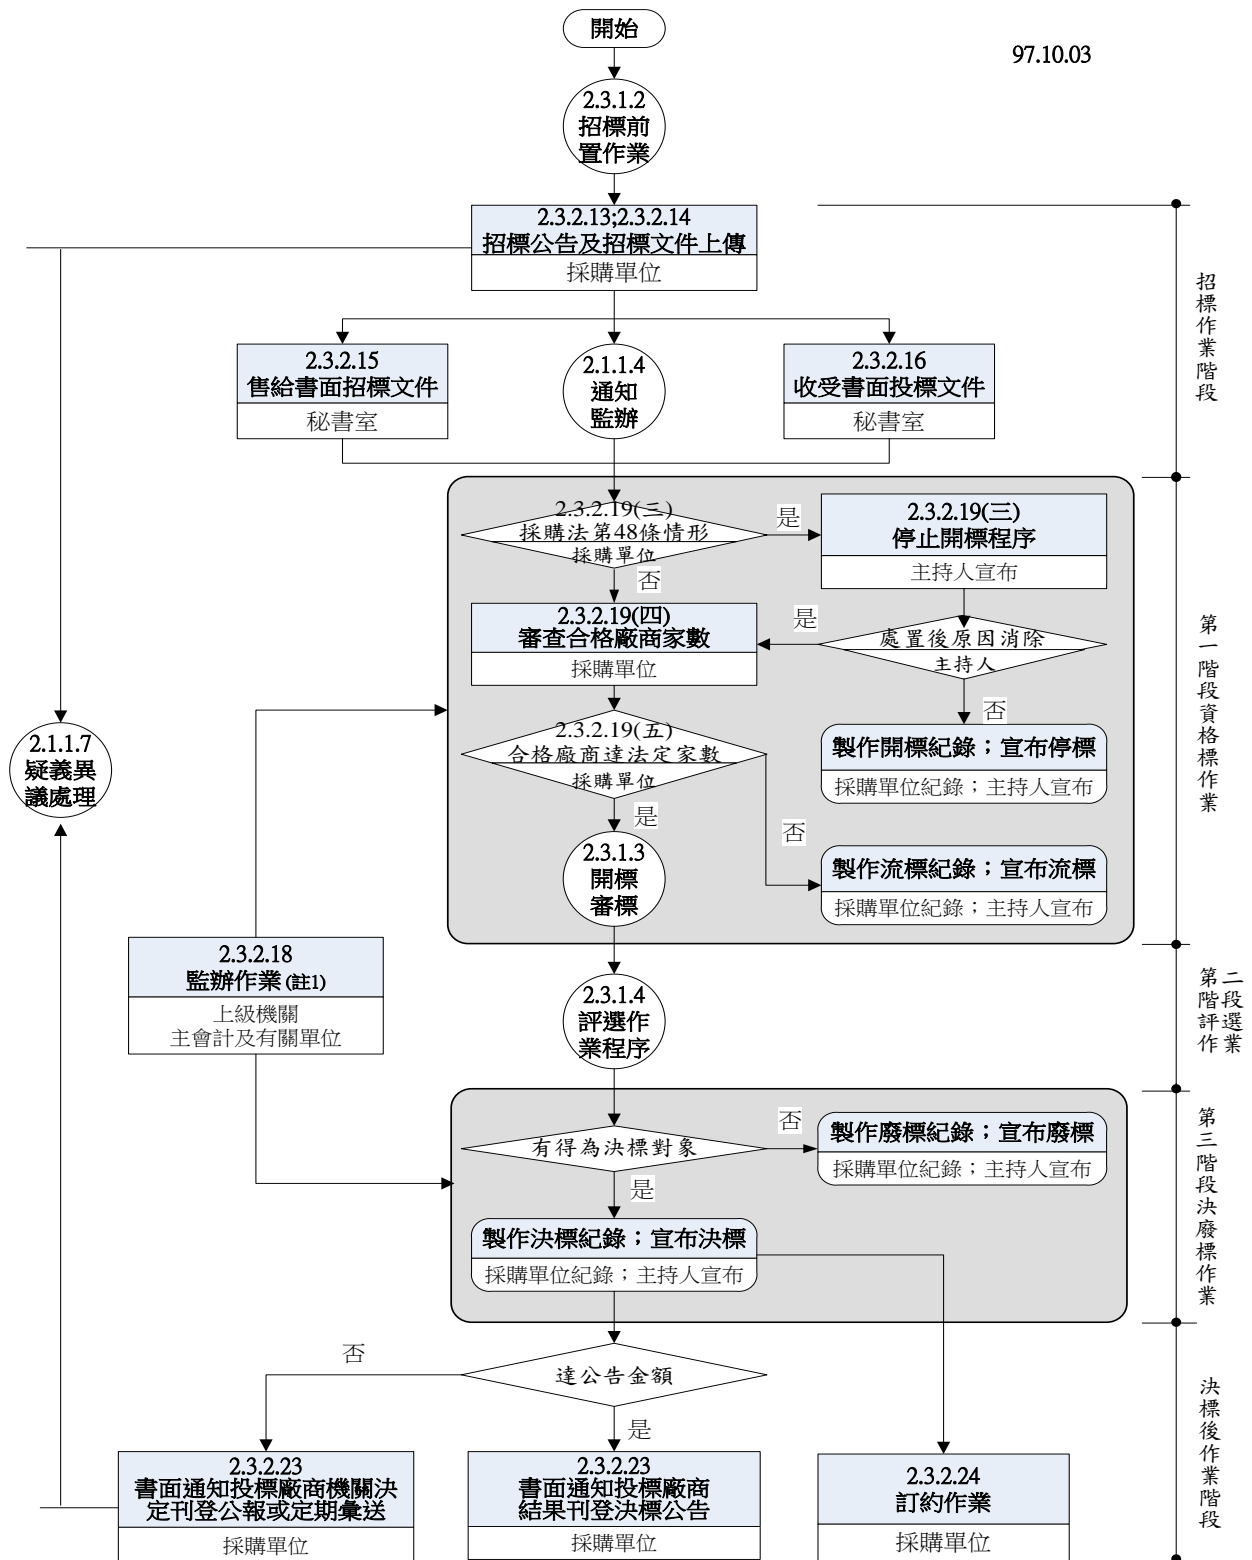 開始
97.10.03
2.3.1.2
招標前
置作業
2.3.2.13;2.3.2.14
招標公告及招標文件上傳
採購單位
招標作業階段
2.3.2.15
售給書面招標文件
秘書室
2.1.1.4
通知
監辦
2.3.2.16
收受書面投標文件
秘書室
2.3.2.19(三)
採購法第48條情形
採購單位
是
否
2.3.2.19(三)
停止開標程序
主持人宣布
2.3.2.19(四)
審查合格廠商家數
採購單位
是
處置後原因消除
主持人
否
第一階段資格標作業
2.3.2.19(五)
合格廠商達法定家數
採購單位
是
否
製作開標紀錄；宣布停標
採購單位紀錄；主持人宣布
2.1.1.7
疑義異
議處理
2.3.1.3
開標
審標
製作流標紀錄；宣布流標
採購單位紀錄；主持人宣布
2.3.2.18
監辦作業(註1)
上級機關
主會計及有關單位
2.3.1.4
評選作
業程序
第二
階段
評選
作業
有得為決標對象
否
是
製作廢標紀錄；宣布廢標
採購單位紀錄；主持人宣布
第三階段決廢標作業
製作決標紀錄；宣布決標
採購單位紀錄；主持人宣布
達公告金額
否
是
決標後作業階段
2.3.2.23
書面通知投標廠商機關決
定刊登公報或定期彙送
採購單位
2.3.2.23
書面通知投標廠商
結果刊登決標公告
採購單位
2.3.2.24
訂約作業
採購單位